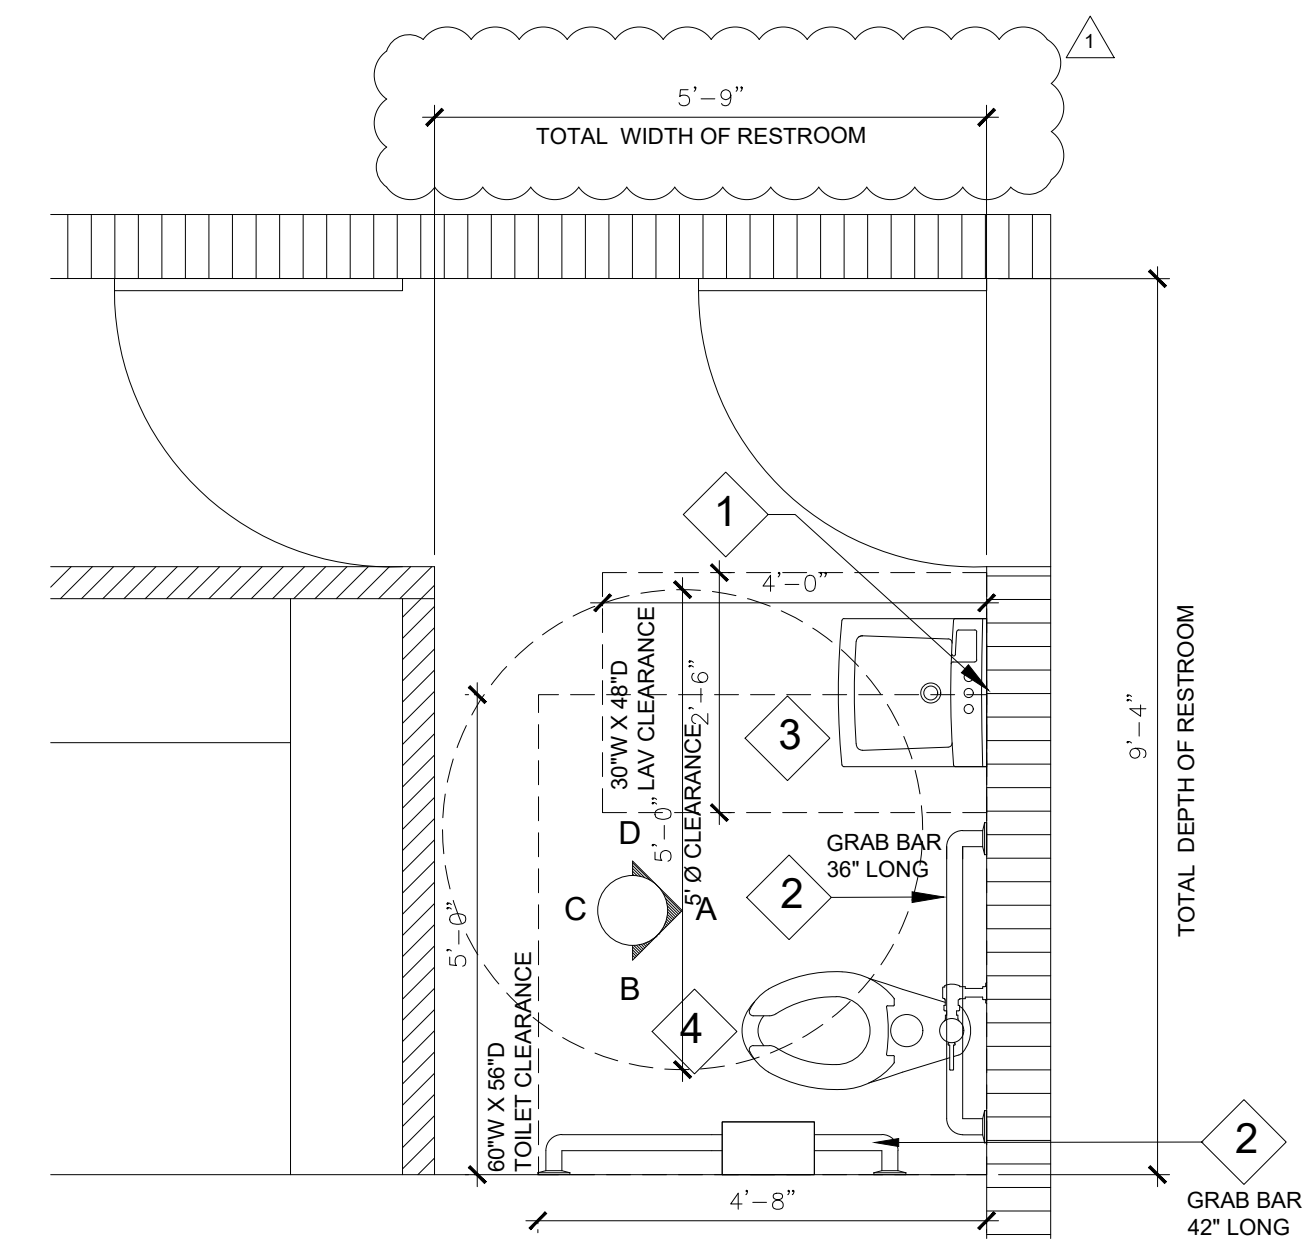 1
5'-9"
TOTAL WIDTH OF RESTROOM
1
4'-0"
30"W X 48"D
LAV CLEARANCE
2'-6"
3
9'-4"
TOTAL DEPTH OF RESTROOM
5'-0"
5' Ø CLEARANCE
D
C
A
B
GRAB BAR
36" LONG
2
5'-0"
4
60"W X 56"D
TOILET CLEARANCE
4'-8"
2
GRAB BAR
42" LONG